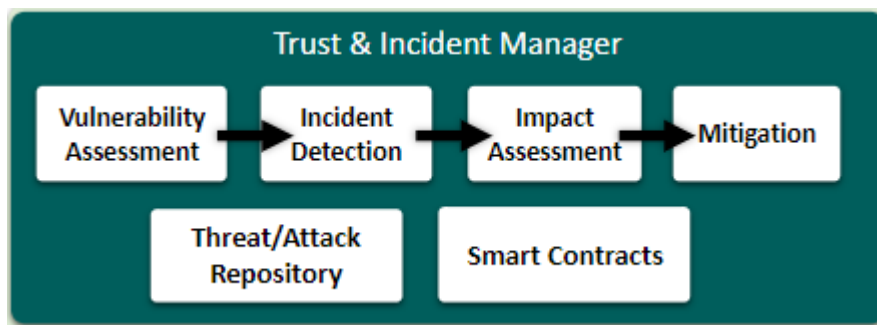 Trust & Incident Manager
Vulnerability
Assessment
Incident
Detection
Impact
Assessment
Mitigation
Threat/Attack
Repository
Smart Contracts